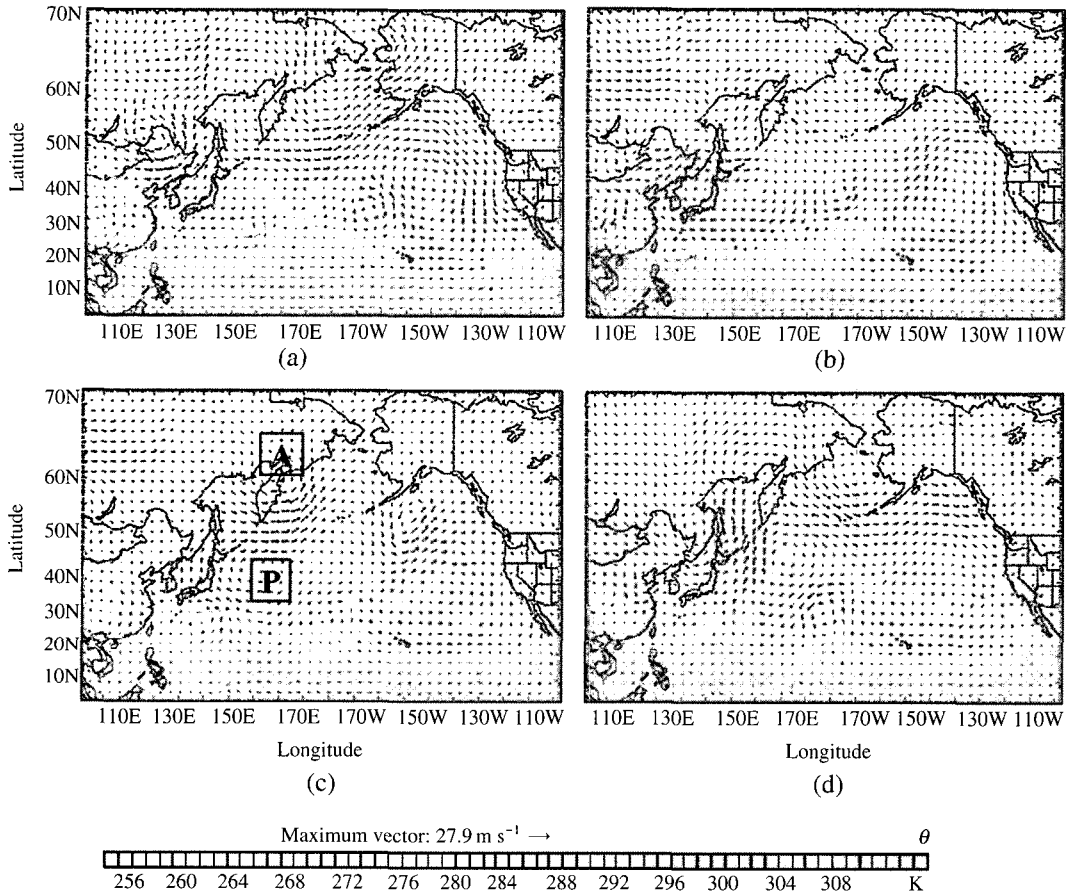 70N
60N
50N
40N
30N
20N
10N
Latitude
110E 130E 150E 170E 170W 150W 130W 110W
(a)
110E 130E 150E 170E 170W 150W 130W 110W
(b)
70N
60N
50N
40N
30N
20N
10N
Latitude
A
P
110E 130E 150E 170E 170W 150W 130W 110W
Longitude
(c)
110E 130E 150E 170E 170W 150W 130W 110W
Longitude
(d)
Maximum vector: 27.9 m s⁻¹ → θ
256 260 264 268 272 276 280 284 288 292 296 300 304 308 K